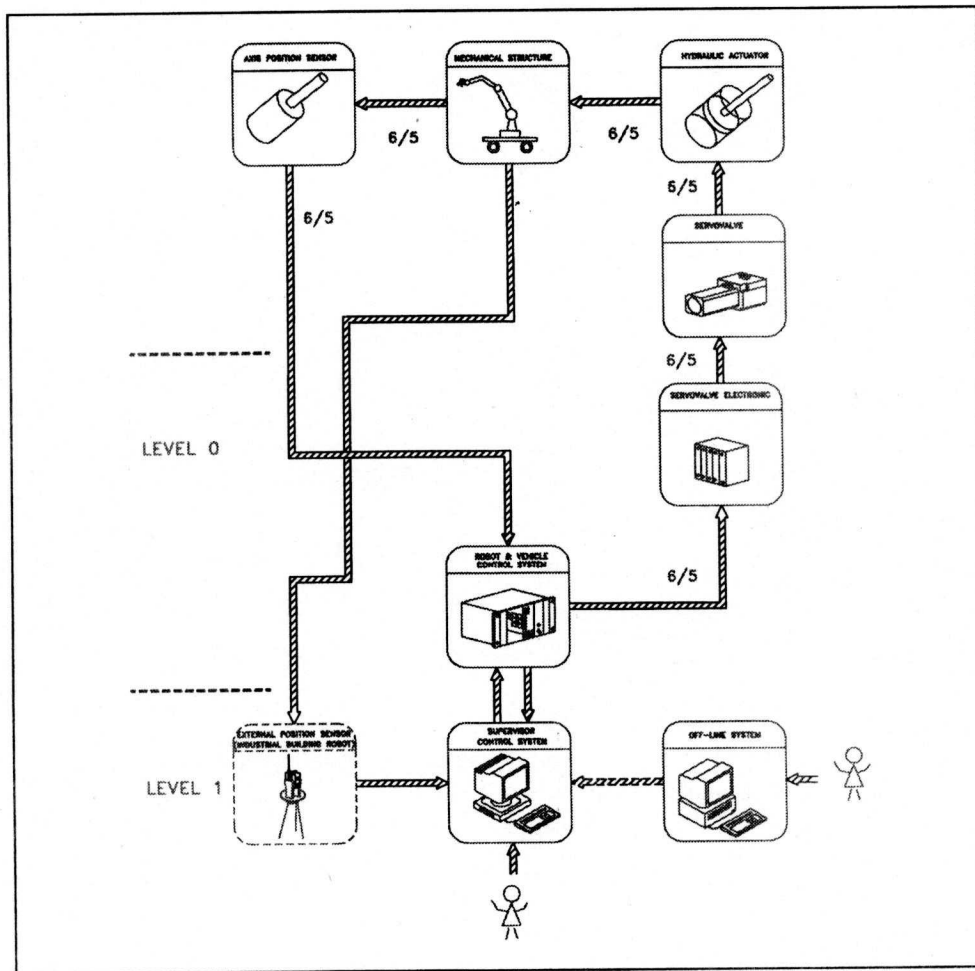 AXIS POSITION SENSOR
MECHANICAL STRUCTURE
HYDRAULIC ACTUATOR
6/5
6/5
6/5
6/5
SERVOVALVE
6/5
SERVOVALVE ELECTRONIC
LEVEL 0
ROBOT & VEHICLE
CONTROL SYSTEM
6/5
EXTERNAL POSITION SENSOR
(INDUSTRIAL BUILDING ROBOT)
SUPERVISOR
CONTROL SYSTEM
OFF-LINE SYSTEM
LEVEL 1